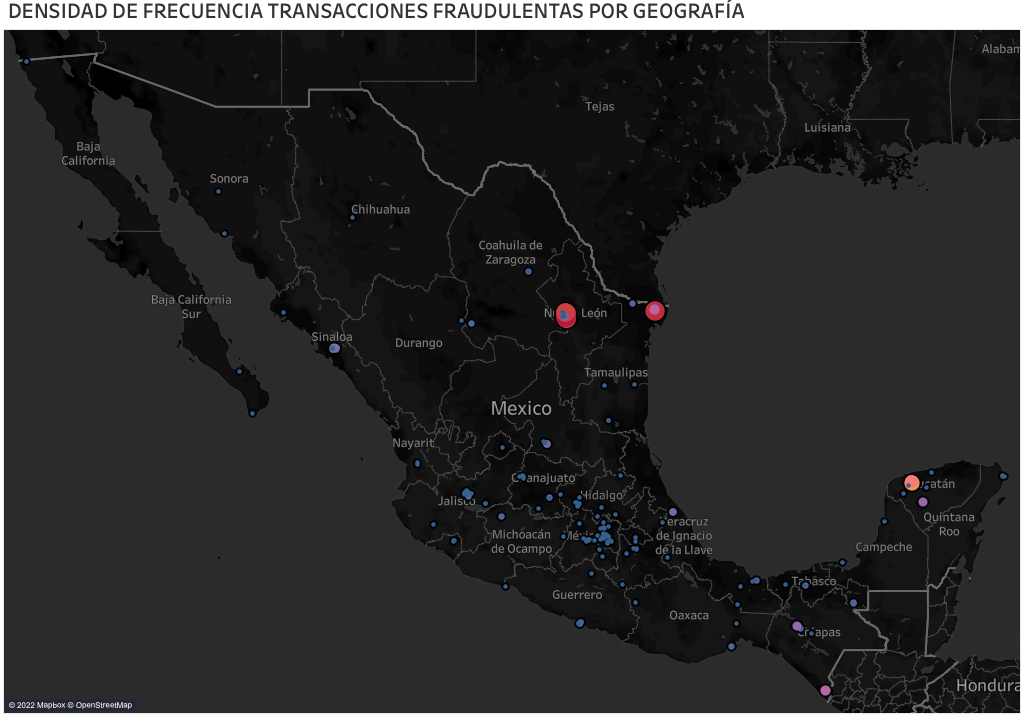 DENSIDAD DE FRECUENCIA TRANSACCIONES FRAUDULENTAS POR GEOGRAFÍA
Alabam
Tejas
Luisiana
Baja
California
Sonora
Chihuahua
Coahuila de
Zaragoza
Baja California
Sur
León
Sinaloa
Durango
Tamaulipas
Mexico
Nayarit
Guanajuato
Jalisco
Hidalgo
Yucatán
Quintana
Roo
Michoacán
de Ocampo
Veracruz
de Ignacio
de la Llave
Campeche
Tabasco
Guerrero
Oaxaca
Chiapas
Hondura
© 2022 Mapbox © OpenStreetMap